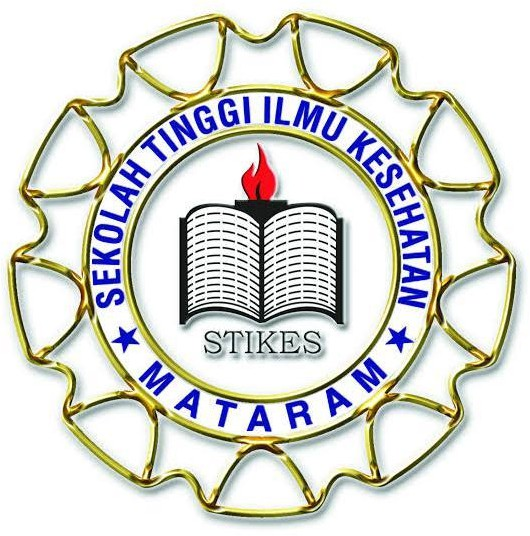 SEKOLAH TINGGI ILMU KESEHATAN
STIKES
MATARAM